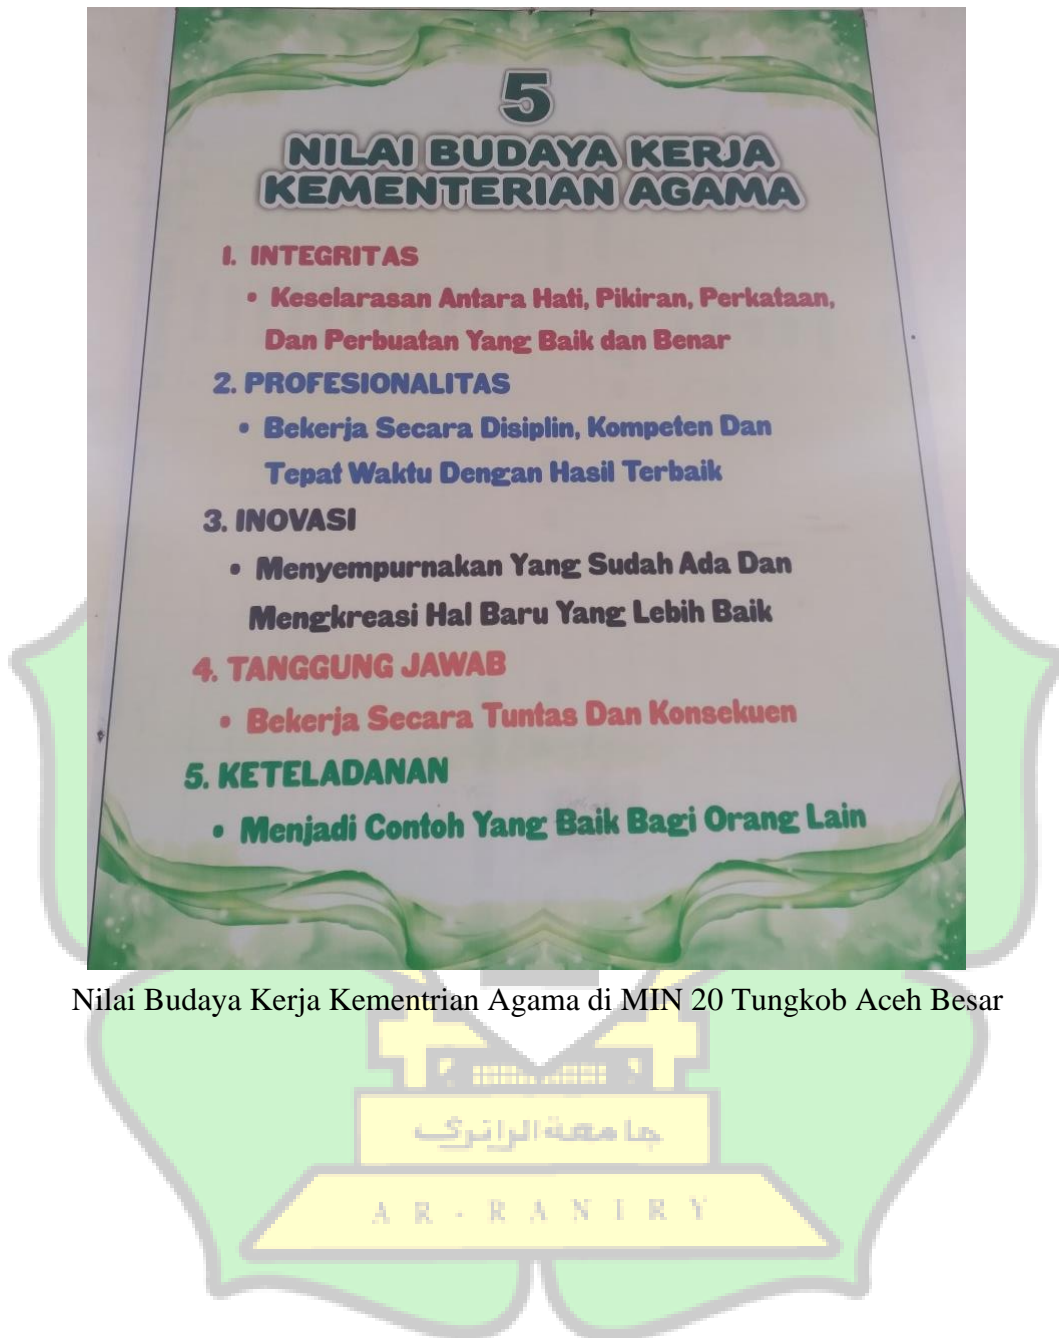 5
NILAI BUDAYA KERJA
KEMENTERIAN AGAMA
1. INTEGRITAS
• Keselarasan Antara Hati, Pikiran, Perkataan,
Dan Perbuatan Yang Baik dan Benar
2. PROFESIONALITAS
• Bekerja Secara Disiplin, Kompeten Dan
Tepat Waktu Dengan Hasil Terbaik
3. INOVASI
• Menyempurnakan Yang Sudah Ada Dan
Mengkreasi Hal Baru Yang Lebih Baik
4. TANGGUNG JAWAB
• Bekerja Secara Tuntas Dan Konsekuen
5. KETELADANAN
• Menjadi Contoh Yang Baik Bagi Orang Lain
Nilai Budaya Kerja Kementrian Agama di MIN 20 Tungkob Aceh Besar
جامعة الرانري
AR-RANIRY